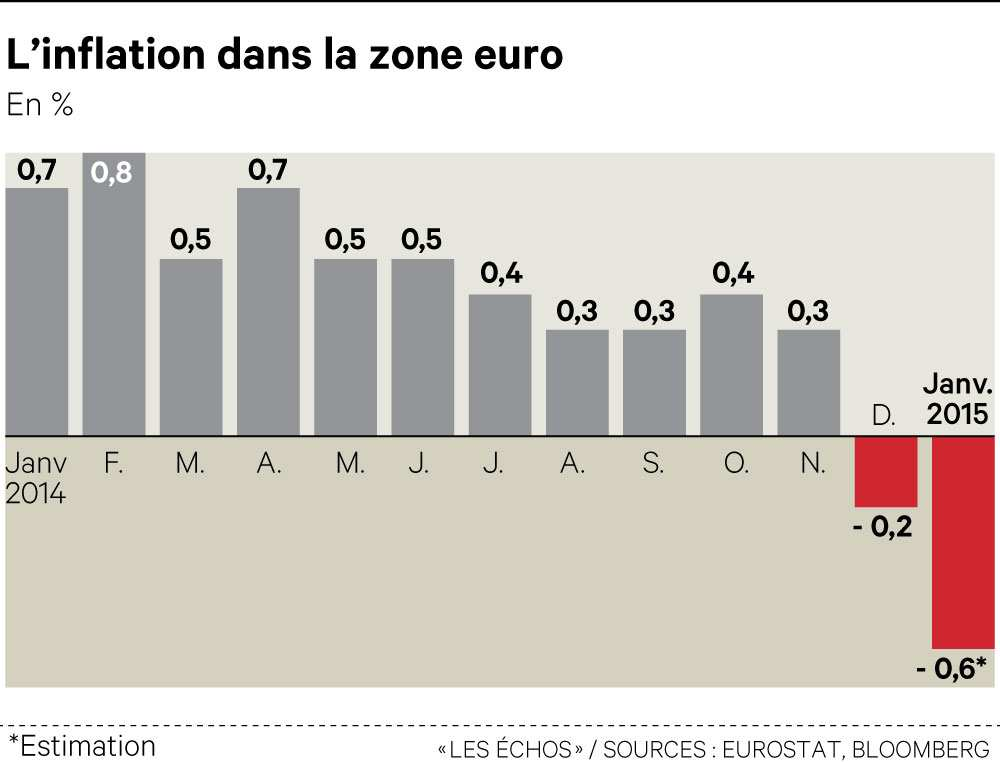 L’inflation dans la zone euro
En %
0,7
0,8
0,5
0,7
0,5
0,5
0,4
0,3
0,3
0,4
0,3
Janv.
2015
D.
Janv
2014
F.
M.
A.
M.
J.
J.
A.
S.
O.
N.
- 0,2
- 0,6*
*Estimation
«LES ÉCHOS» / SOURCES : EUROSTAT, BLOOMBERG